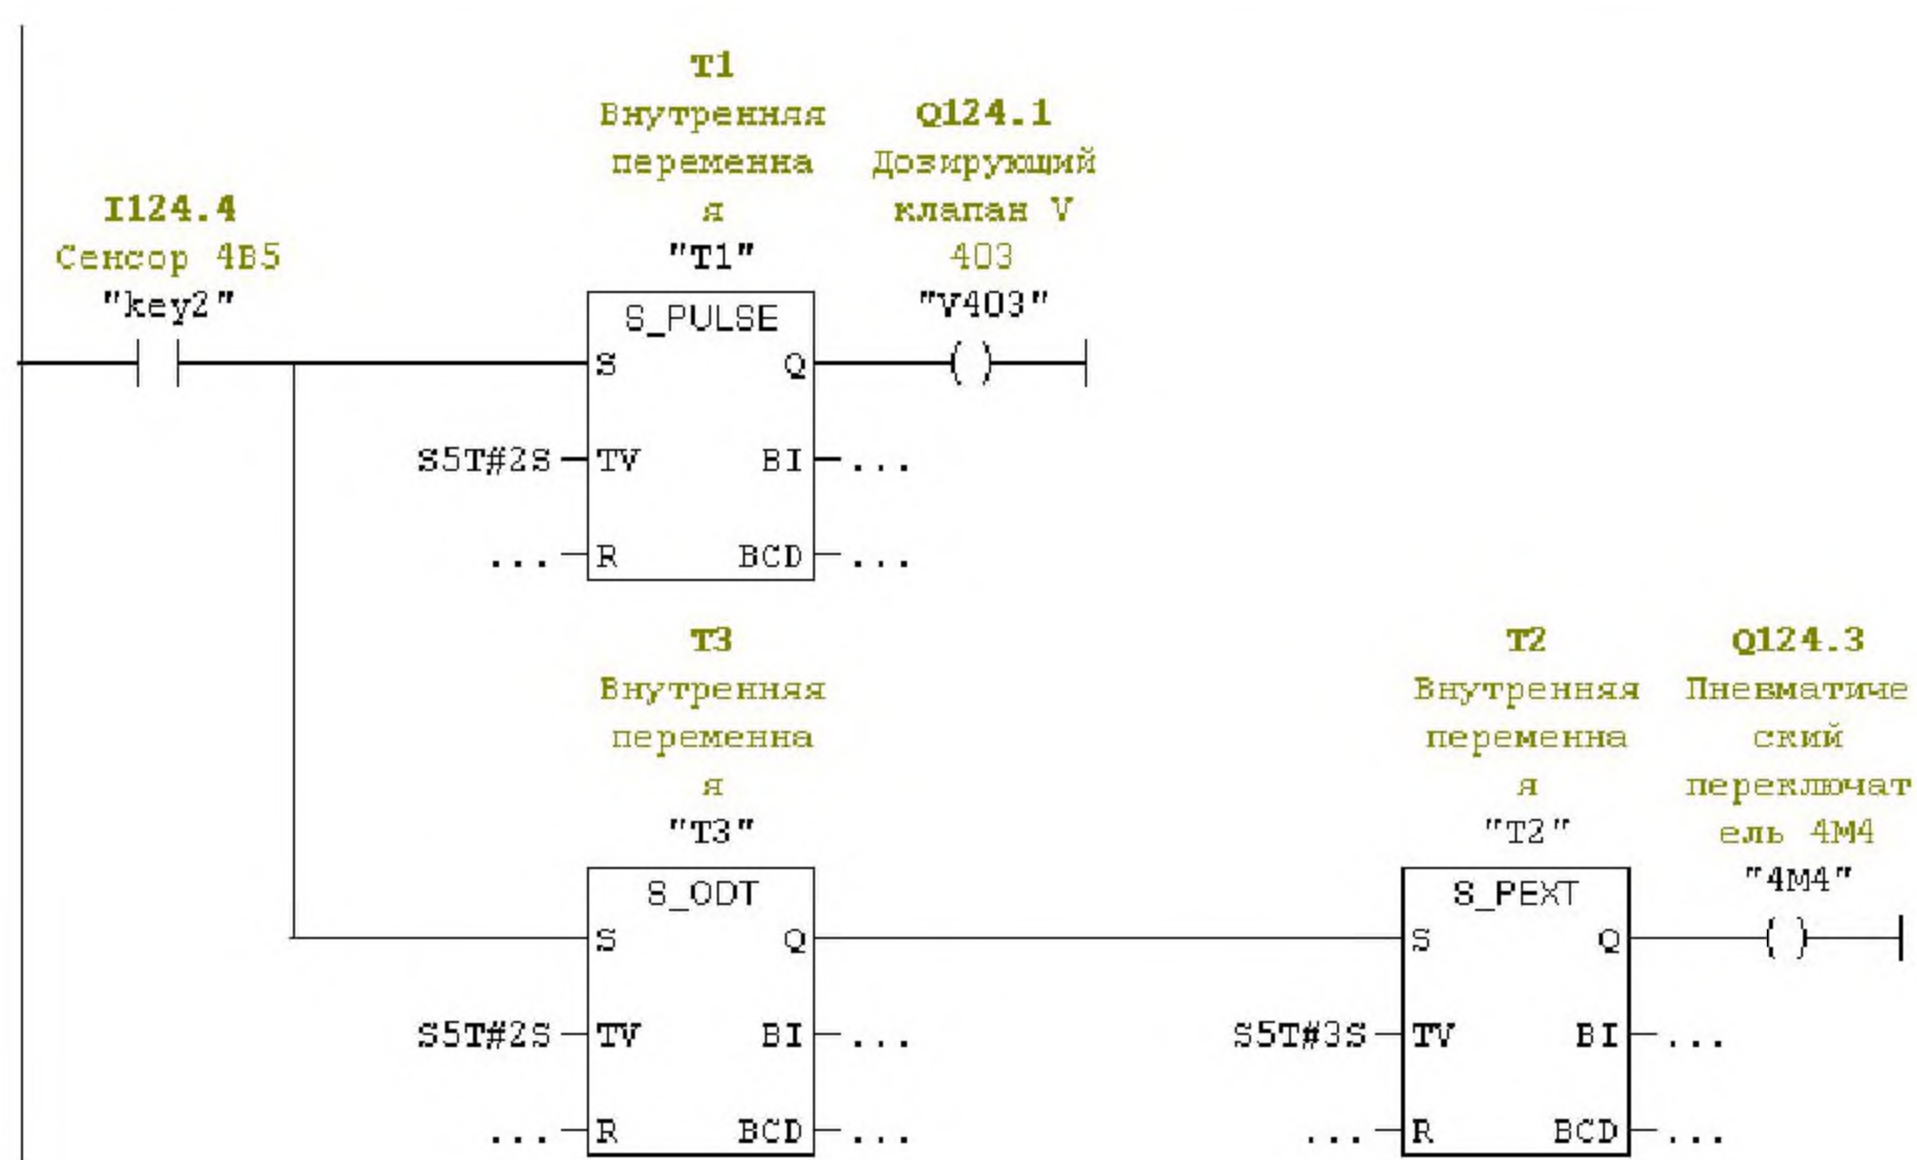 T1
Внутренняя
переменна
я
"T1"
Q124.1
Дозирующий
клапан V
403
"V403"
I124.4
Сенсор 4B5
"key2"
S_PULSE
S Q
S5T#2S TV BI ...
... R BCD ...
T3
Внутренняя
переменна
я
"T3"
T2
Внутренняя
переменна
я
"T2"
Q124.3
Пневматиче
ский
переключат
ель 4M4
"4M4"
S_ODT
S Q
S5T#2S TV BI ...
... R BCD ...
S_PEXT
S Q
S5T#3S TV BI ...
... R BCD ...